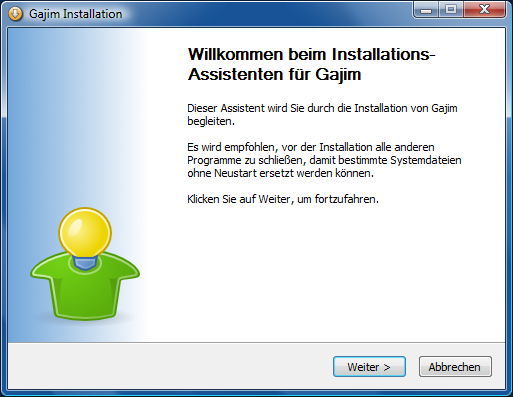 Gajim Installation
Willkommen beim Installations-
Assistenten für Gajim
Dieser Assistent wird Sie durch die Installation von Gajim
begleiten.
Es wird empfohlen, vor der Installation alle anderen
Programme zu schließen, damit bestimmte Systemdateien
ohne Neustart ersetzt werden können.
Klicken Sie auf Weiter, um fortzufahren.
Weiter >
Abbrechen